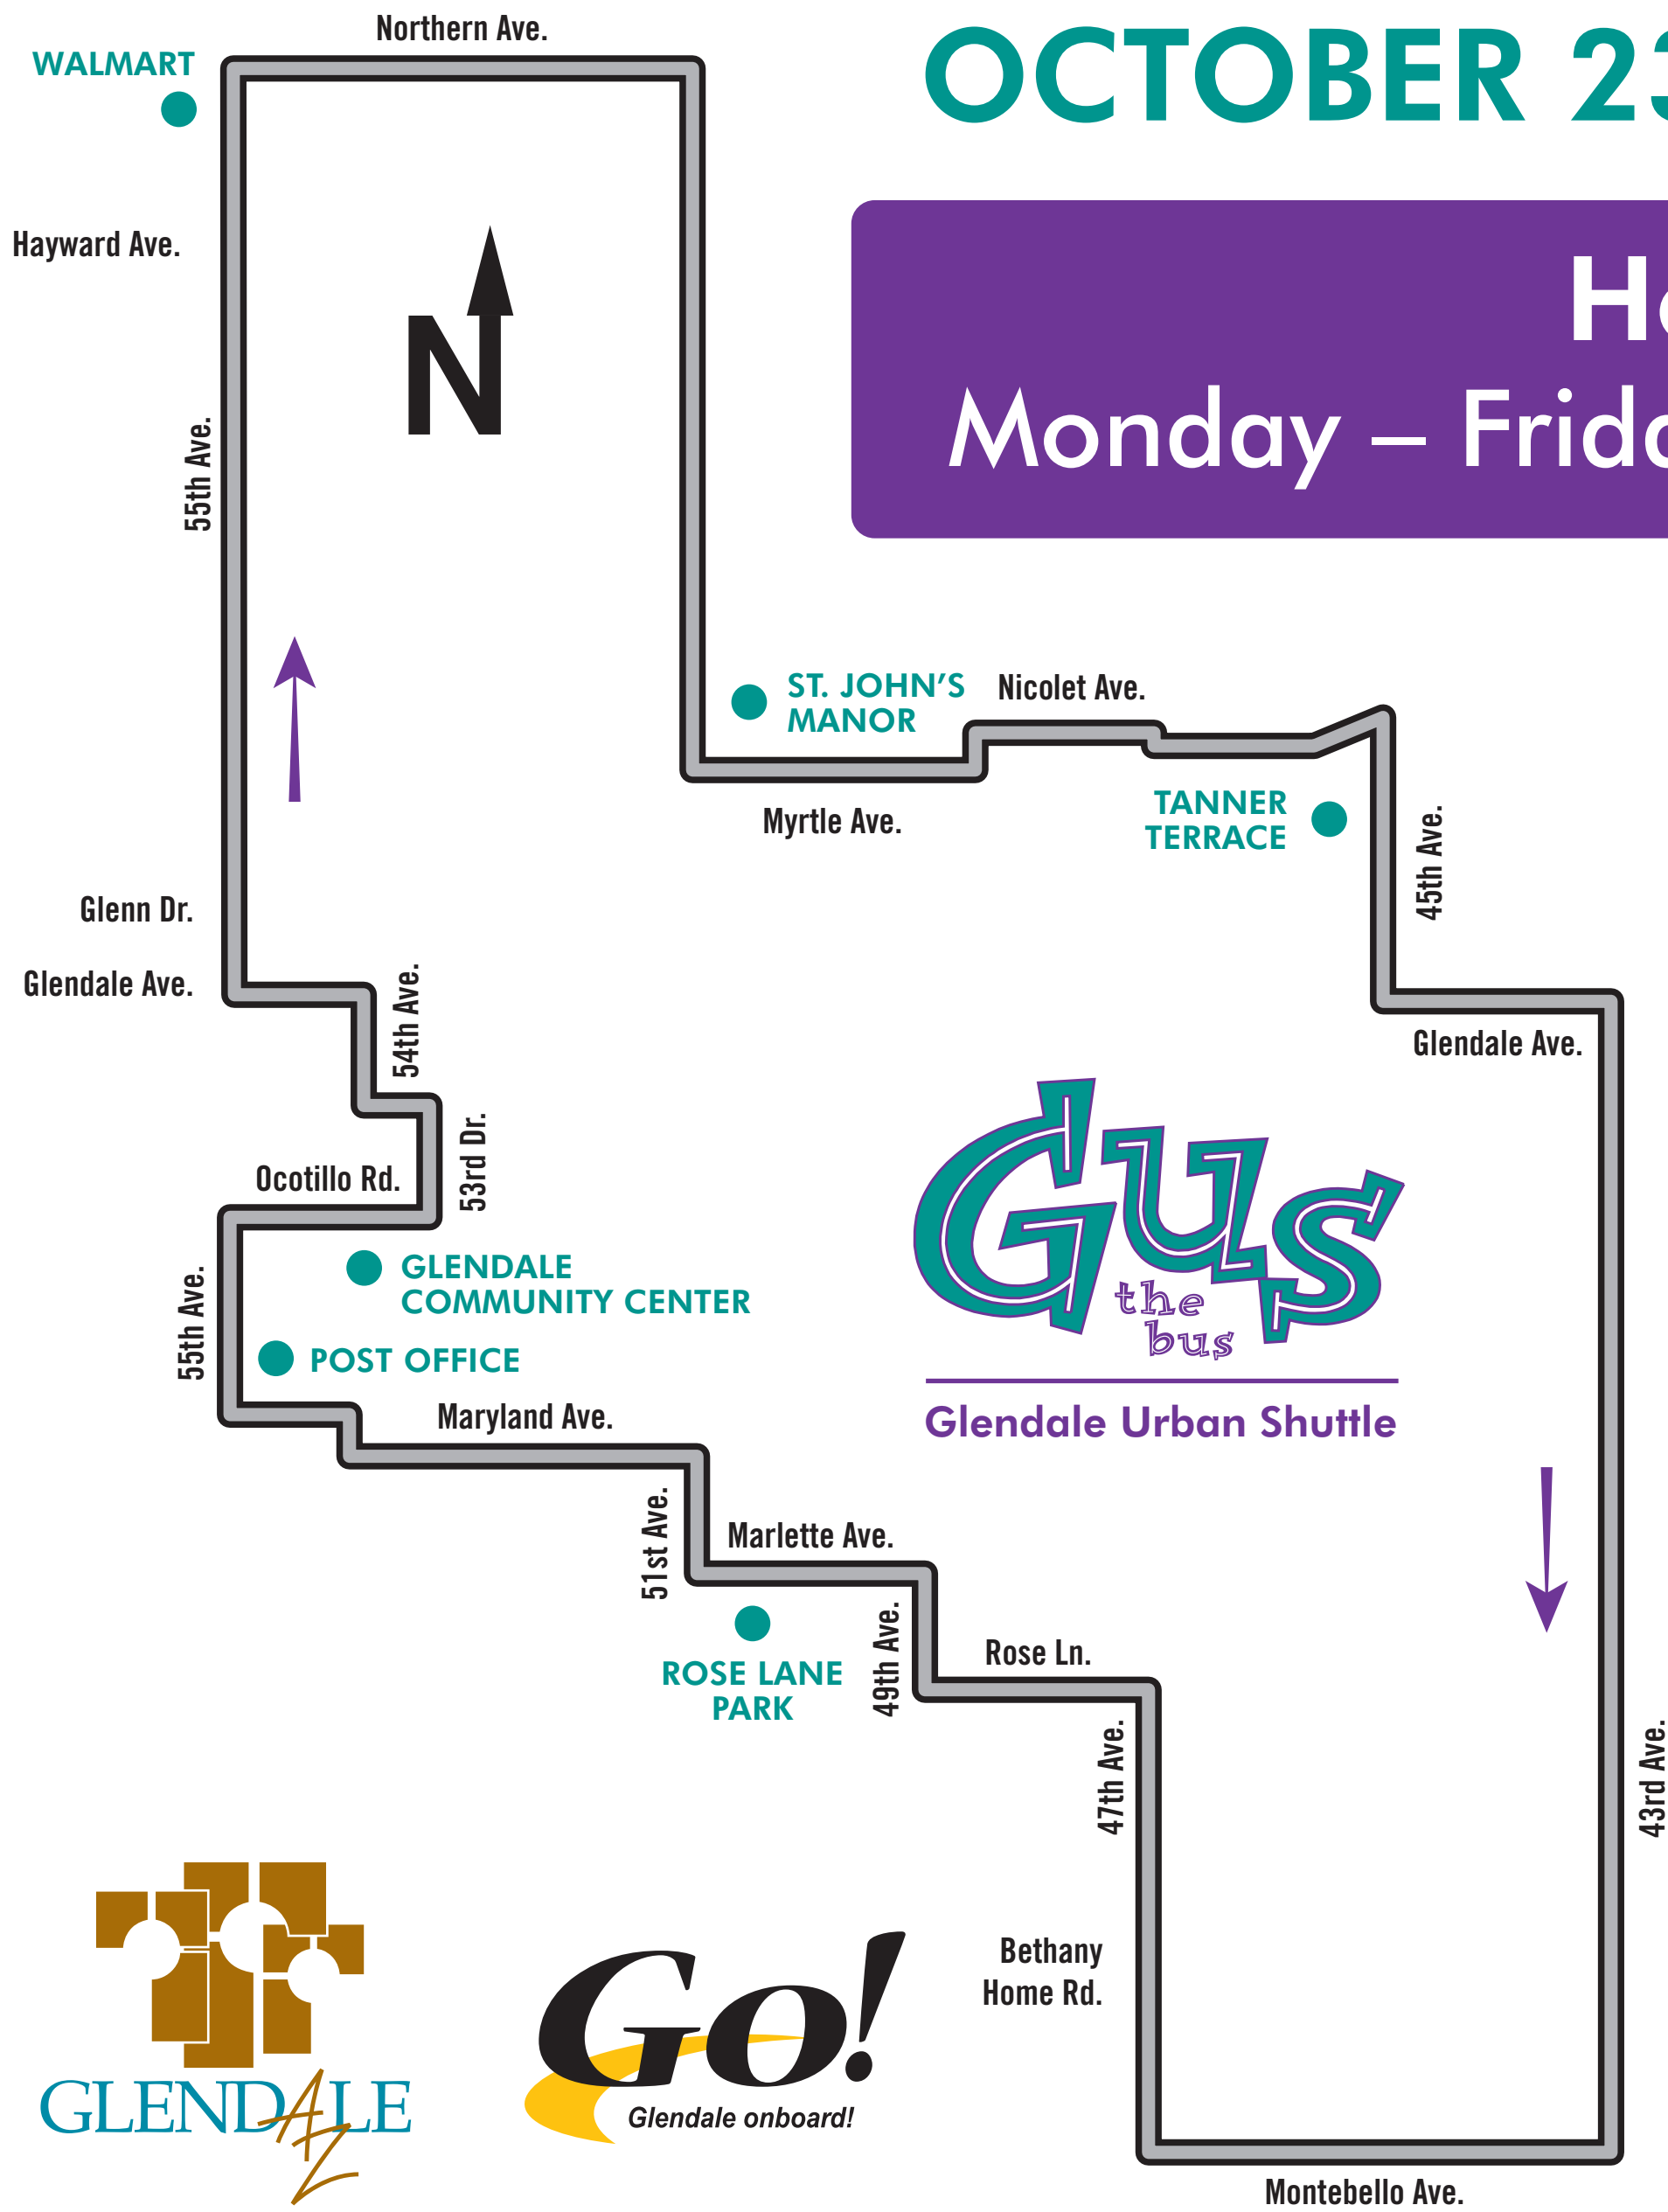 Northern Ave.
WALMART
OCTOBER 23
Hayward Ave.
N
Monday – Frida
55th Ave.
ST. JOHN'S
MANOR
Nicolet Ave.
Myrtle Ave.
TANNER
TERRACE
45th Ave.
Glenn Dr.
Glendale Ave.
54th Ave.
Glendale Ave.
53rd Dr.
Ocotillo Rd.
GLENDALE
COMMUNITY CENTER
55th Ave.
POST OFFICE
Gus
the
bus
Glendale Urban Shuttle
Maryland Ave.
51st Ave.
Marlette Ave.
ROSE LANE
PARK
49th Ave.
Rose Ln.
47th Ave.
43rd Ave.
Bethany
Home Rd.
GLENDALE
AZ
Go!
Glendale onboard!
Montebello Ave.